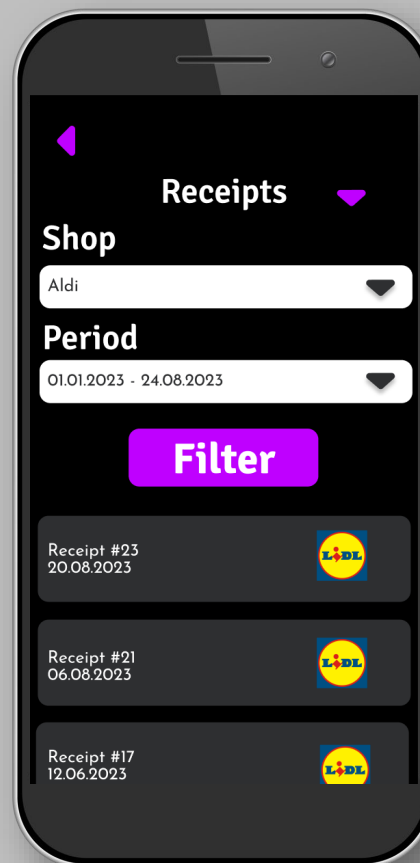 Receipts
Shop
Aldi
Period
01.01.2023 - 24.08.2023
Filter
Receipt #23
20.08.2023
LIDL
Receipt #21
06.08.2023
LIDL
Receipt #17
12.06.2023
LIDL